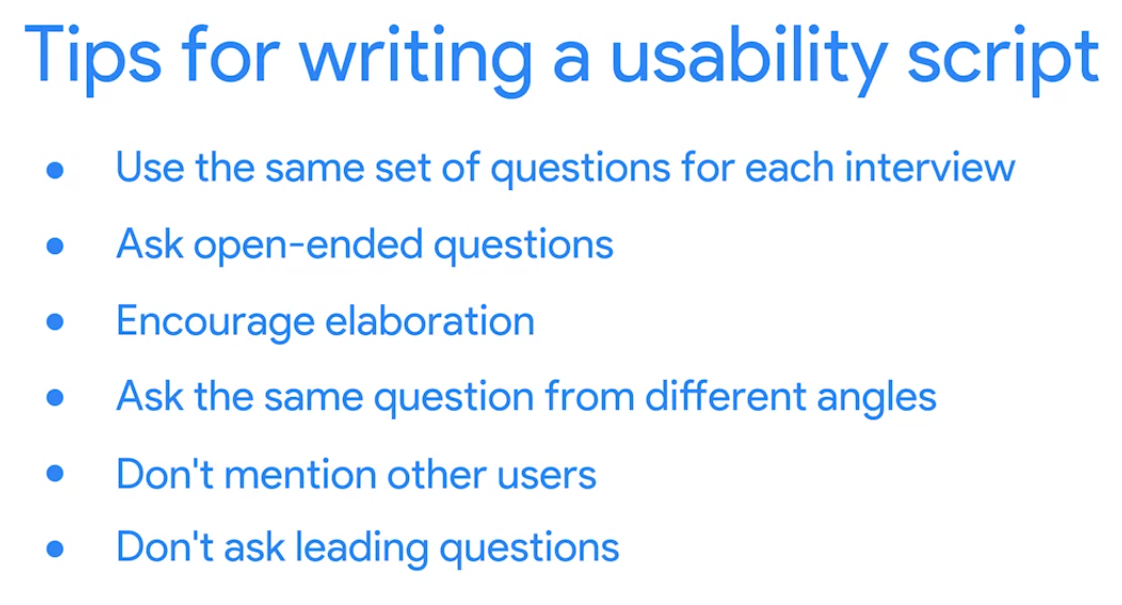 Tips for writing a usability script
• Use the same set of questions for each interview
• Ask open-ended questions
• Encourage elaboration
• Ask the same question from different angles
• Don't mention other users
• Don't ask leading questions